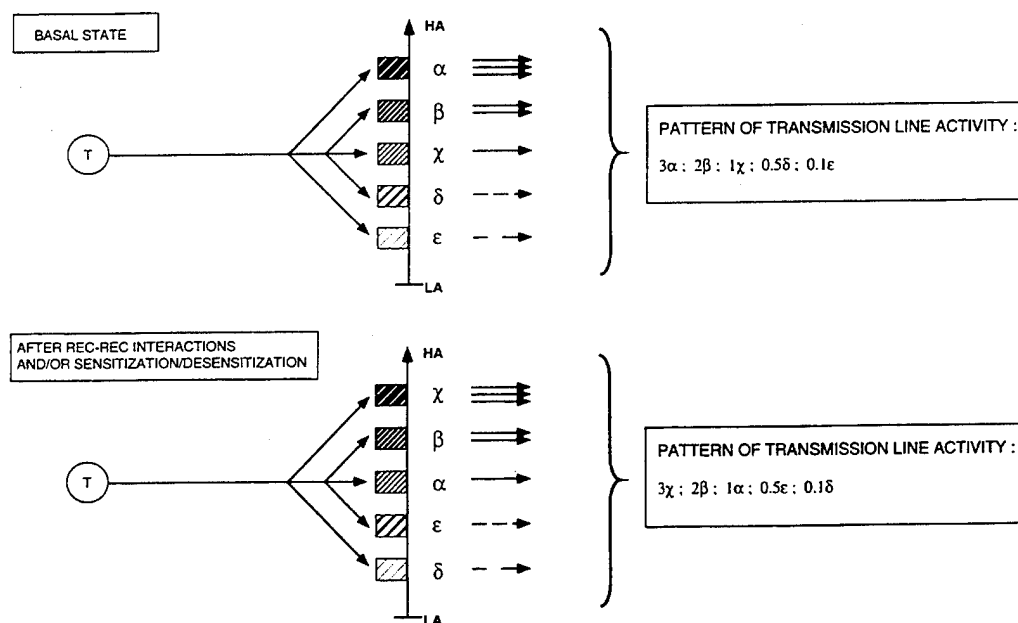 BASAL STATE
HA
α
β
T
χ
δ
ε
LA
PATTERN OF TRANSMISSION LINE ACTIVITY :
3α ; 2β ; 1χ ; 0.5δ ; 0.1ε
AFTER REC-REC INTERACTIONS
AND/OR SENSITIZATION/DESENSITIZATION
HA
χ
β
T
α
ε
δ
LA
PATTERN OF TRANSMISSION LINE ACTIVITY :
3χ ; 2β ; 1α ; 0.5ε ; 0.1δ